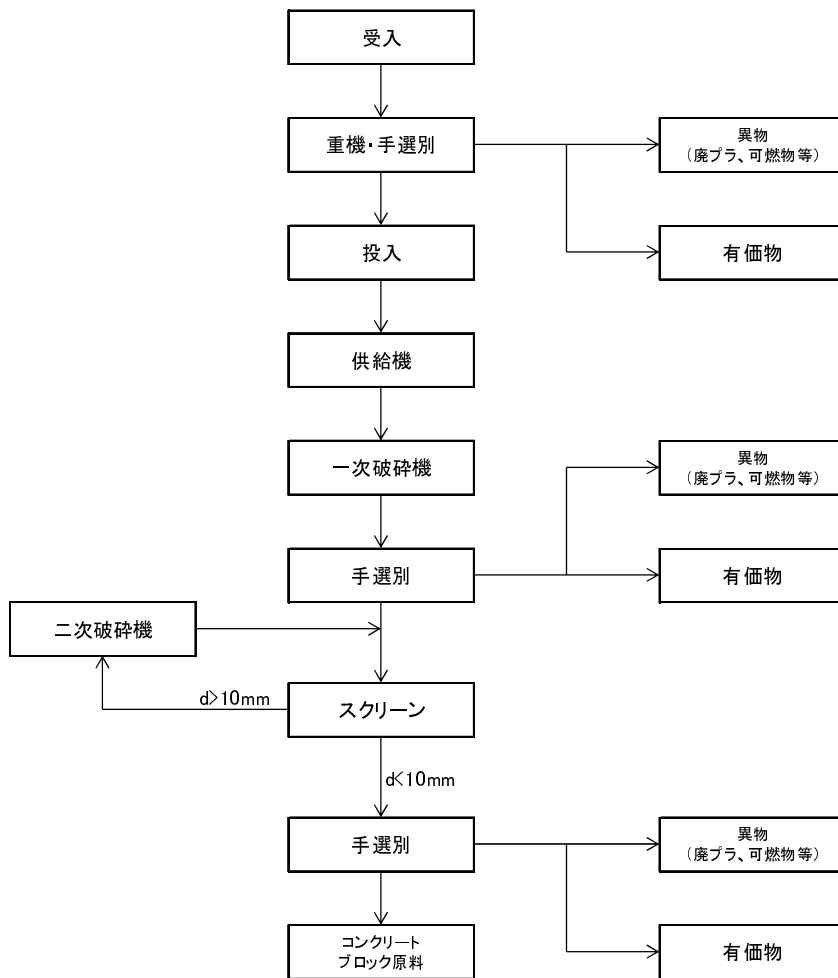 受入
重機・手選別
異物
（廃プラ、可燃物等）
投入
有価物
供給機
一次破砕機
異物
（廃プラ、可燃物等）
手選別
有価物
二次破砕機
d>10mm
スクリーン
d<10mm
手選別
異物
（廃プラ、可燃物等）
コンクリート
ブロック原料
有価物